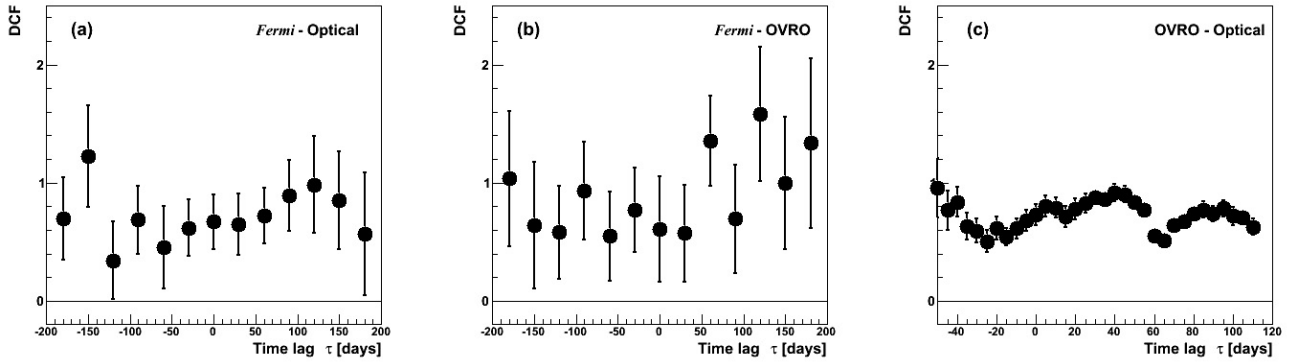 DCF
(a)
Fermi - Optical
2
1
0
-200 -150 -100 -50 0 50 100 150 200
Time lag τ [days]
DCF
(b)
Fermi - OVRO
2
1
0
-200 -150 -100 -50 0 50 100 150 200
Time lag τ [days]
DCF
(c)
OVRO - Optical
2
1
0
-40 -20 0 20 40 60 80 100 120
Time lag τ [days]